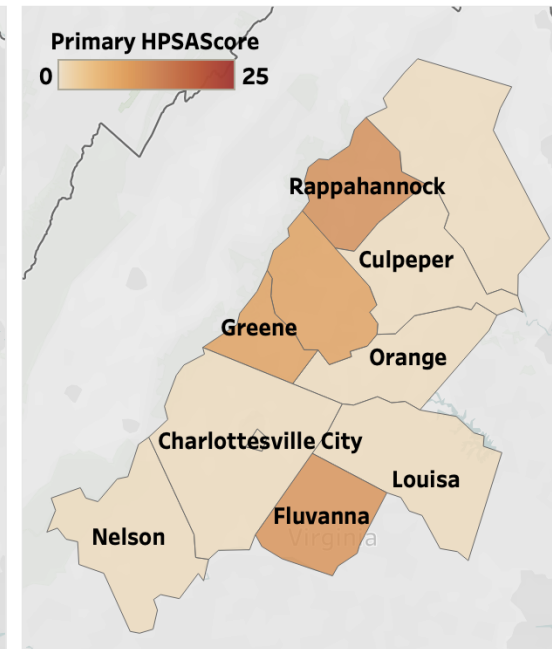 Primary HPSAScore
0 25
Rappahannock
Culpeper
Greene
Orange
Charlottesville City
Louisa
Fluvanna
Virginia
Nelson